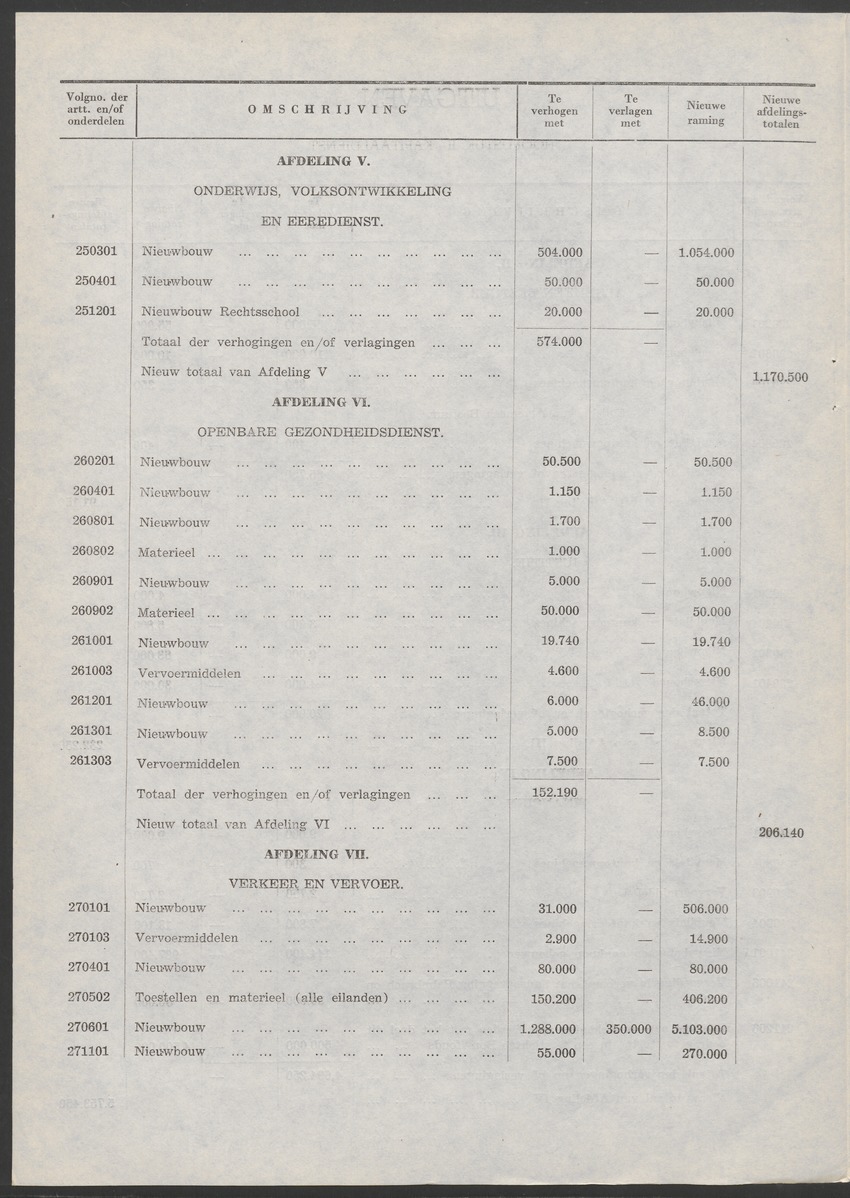 Volgno. der artt. en/of onderdelen | OMSCHRIJVING | Te verhogen met | Te verlagen met | Nieuwe raming | Nieuwe afdelings-totalen
AFDELING V.
ONDERWIJS, VOLKSONTWIKKELING
EN EEREDIENST.
250301 Nieuwbouw ... ... ... ... ... ... ... ... ... ... 504.000 — 1.054.000
250401 Nieuwbouw ... ... ... ... ... ... ... ... ... ... 50.000 — 50.000
251201 Nieuwbouw Rechtsschool ... ... ... ... ... ... ... 20.000 — 20.000
Totaal der verhogingen en/of verlagingen ... ... ... 574.000 —
Nieuw totaal van Afdeling V ... ... ... ... ... ... 1.170.500
AFDELING VI.
OPENBARE GEZONDHEIDSDIENST.
260201 Nieuwbouw ... ... ... ... ... ... ... ... ... ... 50.500 — 50.500
260401 Nieuwbouw ... ... ... ... ... ... ... ... ... ... 1.150 — 1.150
260801 Nieuwbouw ... ... ... ... ... ... ... ... ... ... 1.700 — 1.700
260802 Materieel ... ... ... ... ... ... ... ... ... ... ... 1.000 — 1.000
260901 Nieuwbouw ... ... ... ... ... ... ... ... ... ... 5.000 — 5.000
260902 Materieel ... ... ... ... ... ... ... ... ... ... ... 50.000 — 50.000
261001 Nieuwbouw ... ... ... ... ... ... ... ... ... ... 19.740 — 19.740
261003 Vervoermiddelen ... ... ... ... ... ... ... ... ... 4.600 — 4.600
261201 Nieuwbouw ... ... ... ... ... ... ... ... ... ... 6.000 — 46.000
261301 Nieuwbouw ... ... ... ... ... ... ... ... ... ... 5.000 — 8.500
261303 Vervoermiddelen ... ... ... ... ... ... ... ... ... 7.500 — 7.500
Totaal der verhogingen en/of verlagingen ... ... .. 152.190 —
Nieuw totaal van Afdeling VI ... ... ... ... ... ... 206.140
AFDELING VII.
VERKEER EN VERVOER.
270101 Nieuwbouw ... ... ... ... ... ... ... ... ... ... 31.000 — 506.000
270103 Vervoermiddelen ... ... ... ... ... ... ... ... ... 2.900 — 14.900
270401 Nieuwbouw ... ... ... ... ... ... ... ... ... ... 80.000 — 80.000
270502 Toestellen en materieel (alle eilanden) ... ... ... ... 150.200 — 406.200
270601 Nieuwbouw ... ... ... ... ... ... ... ... ... ... 1.288.000 350.000 5.103.000
271101 Nieuwbouw ... ... ... ... ... ... ... ... ... ... 55.000 — 270.000